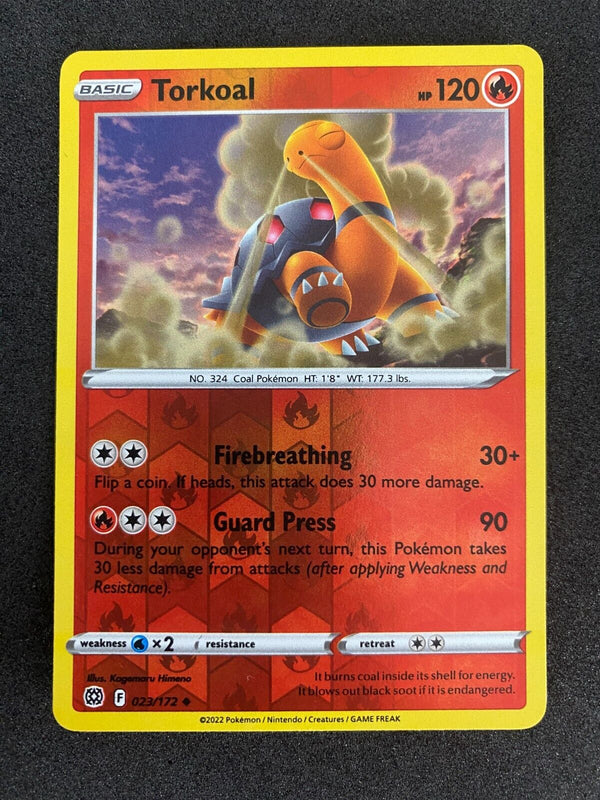 BASIC Torkoal HP 120
NO. 324 Coal Pokémon HT: 1'8" WT: 177.3 lbs.
Firebreathing 30+
Flip a coin. If heads, this attack does 30 more damage.
Guard Press 90
During your opponent's next turn, this Pokémon takes
30 less damage from attacks (after applying Weakness and
Resistance).
weakness ×2 resistance retreat
Illus. Kagemaru Himeno
It burns coal inside its shell for energy.
It blows out black soot if it is endangered.
F 023/172
©2022 Pokémon / Nintendo / Creatures / GAME FREAK